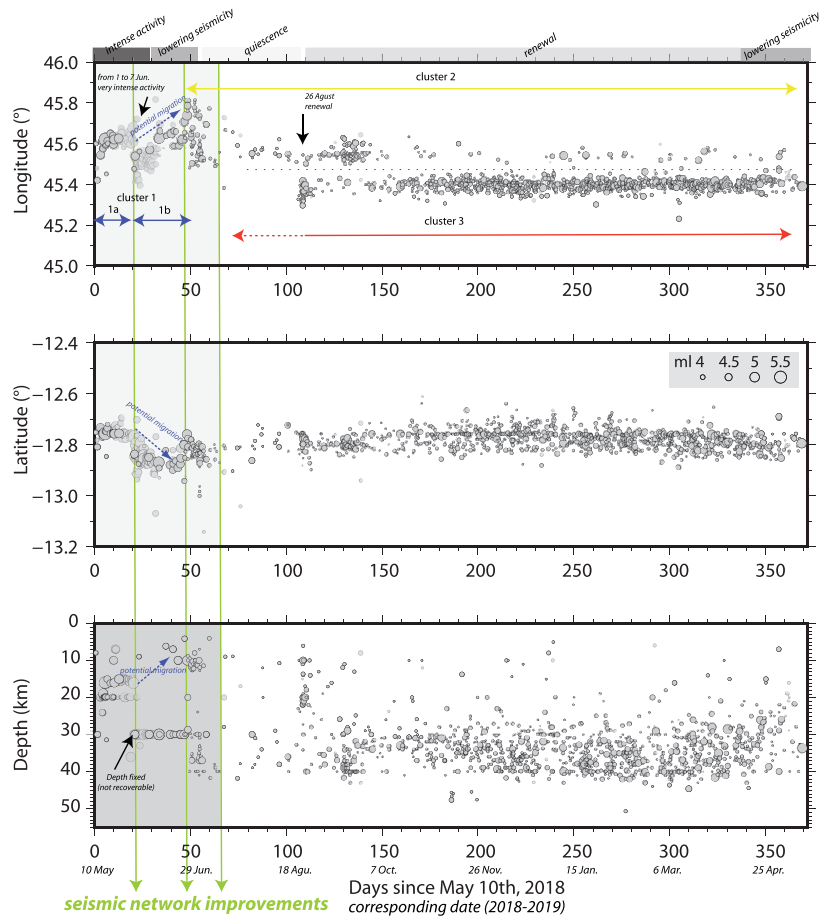 intense activity
lowering seismicity
quiescence
renewal
lowering seismicity
46.0
45.8
45.6
45.4
45.2
45.0
Longitude (°)
from 1 to 7 Jun.
very intense activity
potential migration
cluster 2
26 Agust
renewal
cluster 1
1a
1b
cluster 3
0 50 100 150 200 250 300 350
−12.4
−12.6
−12.8
−13.0
−13.2
Latitude (°)
potential migration
ml 4 4.5 5 5.5
0 50 100 150 200 250 300 350
0
10
20
30
40
50
Depth (km)
potential migration
Depth fixed
(not recoverable)
0 50 100 150 200 250 300 350
10 May 29 Jun. 18 Agu. 7 Oct. 26 Nov. 15 Jan. 6 Mar. 25 Apr.
Days since May 10th, 2018
seismic network improvements
corresponding date (2018-2019)